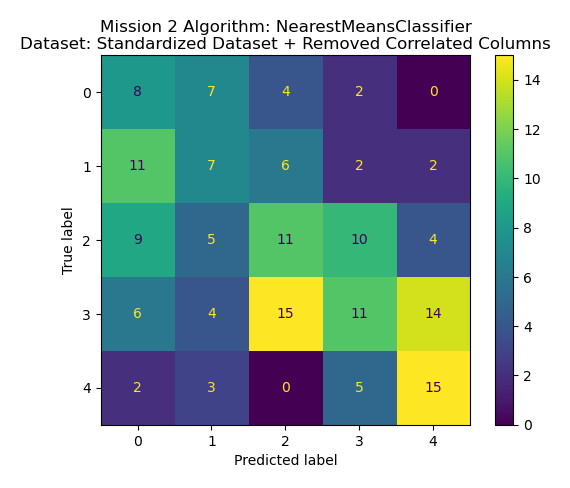 Mission 2 Algorithm: NearestMeansClassifier
Dataset: Standardized Dataset + Removed Correlated Columns
True label
0 8 7 4 2 0
1 11 7 6 2 2
2 9 5 11 10 4
3 6 4 15 11 14
4 2 3 0 5 15
0 1 2 3 4
Predicted label
14
12
10
8
6
4
2
0